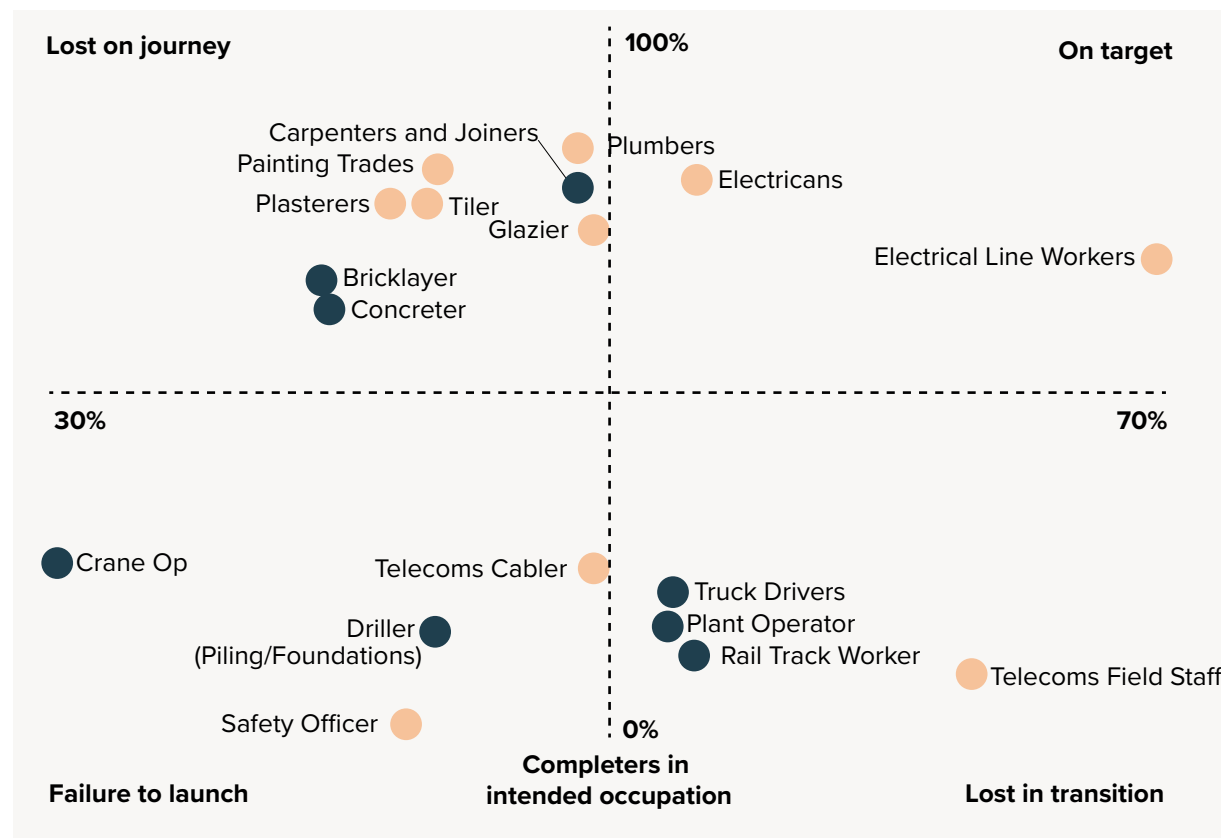 Lost on journey
100%
On target
Carpenters and Joiners
Plumbers
Painting Trades
Electricans
Plasterers
Tiler
Glazier
Electrical Line Workers
Bricklayer
Concreter
30%
70%
Crane Op
Telecoms Cabler
Truck Drivers
Driller
(Piling/Foundations)
Plant Operator
Rail Track Worker
Telecoms Field Staff
Safety Officer
0%
Completers in
intended occupation
Failure to launch
Lost in transition